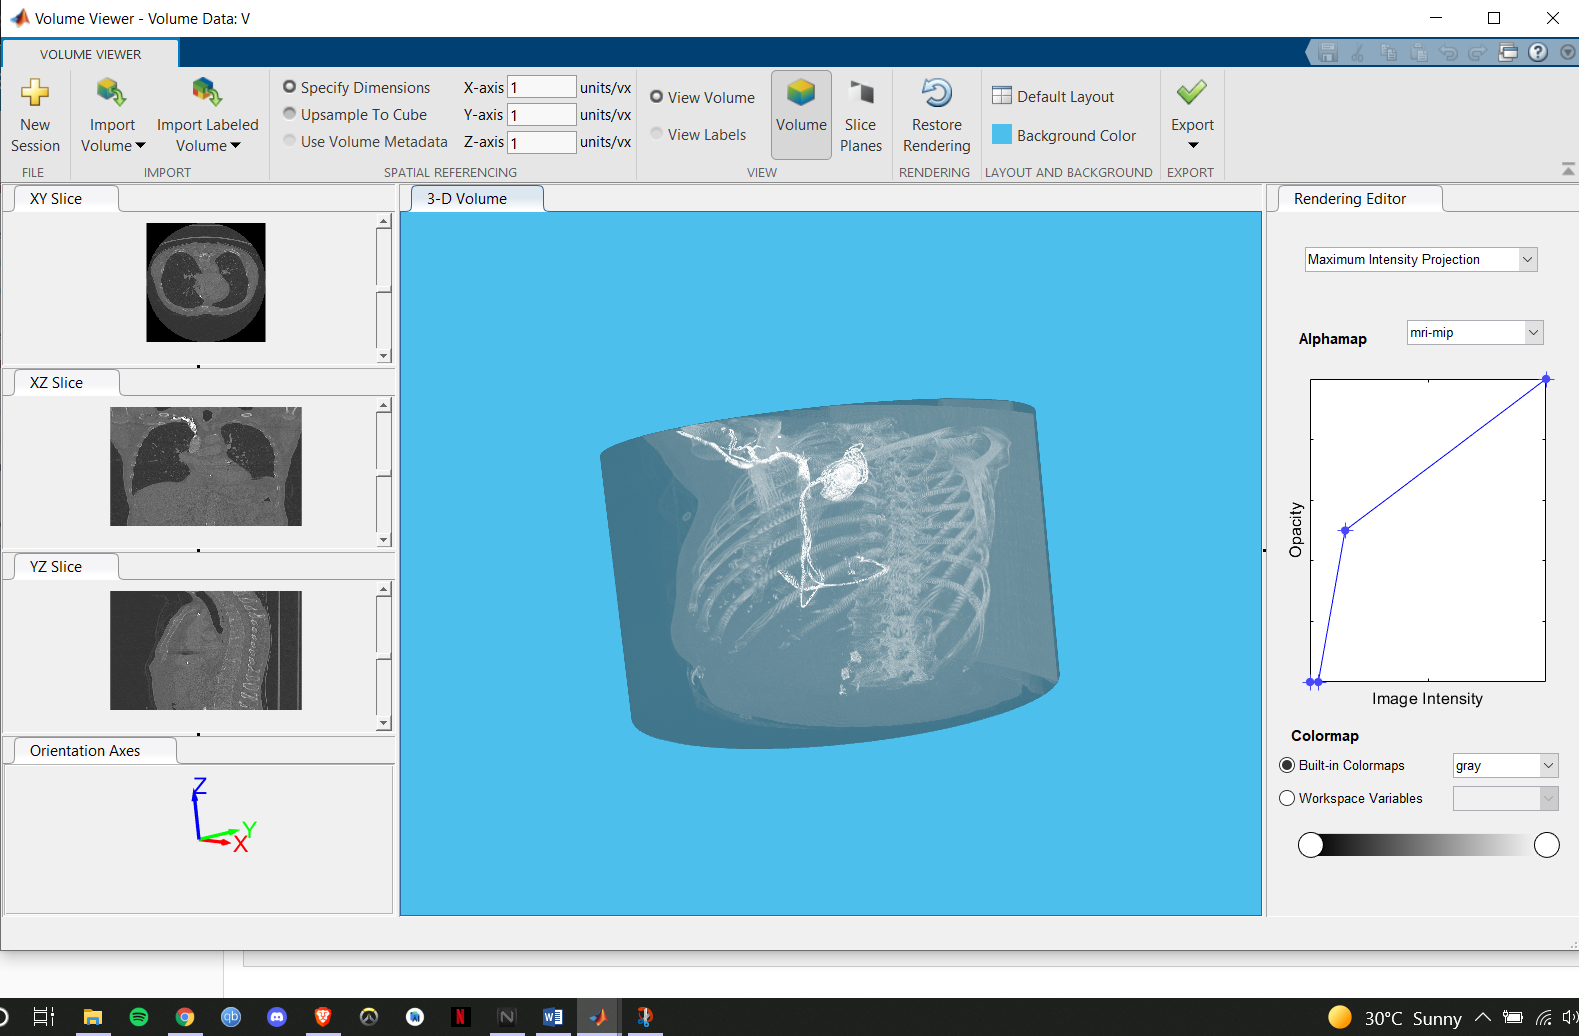 Volume Viewer - Volume Data: V
VOLUME VIEWER
New
Session
FILE
Import
Volume
Import Labeled
Volume
IMPORT
Specify Dimensions
Upsample To Cube
Use Volume Metadata
X-axis 1 units/vx
Y-axis 1 units/vx
Z-axis 1 units/vx
SPATIAL REFERENCING
View Volume
View Labels
Volume
Slice
Planes
VIEW
Restore
Rendering
RENDERING
Default Layout
Background Color
LAYOUT AND BACKGROUND
Export
EXPORT
XY Slice
XZ Slice
YZ Slice
Orientation Axes
Z
Y
X
3-D Volume
Rendering Editor
Maximum Intensity Projection
Alphamap mri-mip
Opacity
Image Intensity
Colormap
Built-in Colormaps gray
Workspace Variables
qb
N
N
W
30°C Sunny